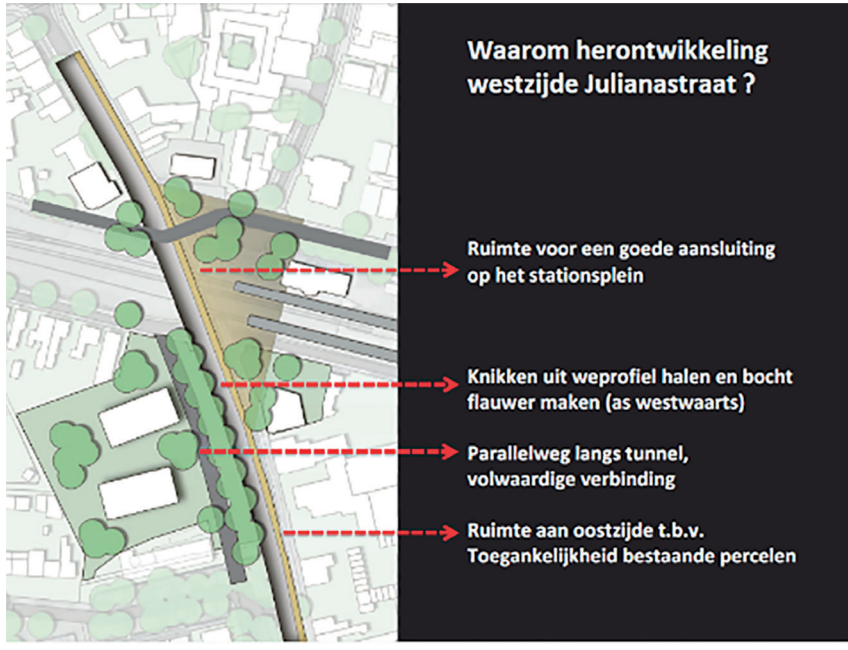 Waarom herontwikkeling
westzijde Julianastraat ?
Ruimte voor een goede aansluiting
op het stationsplein
Knikken uit weprofiel halen en bocht
flauwer maken (as westwaarts)
Parallelweg langs tunnel,
volwaardige verbinding
Ruimte aan oostzijde t.b.v.
Toegankelijkheid bestaande percelen